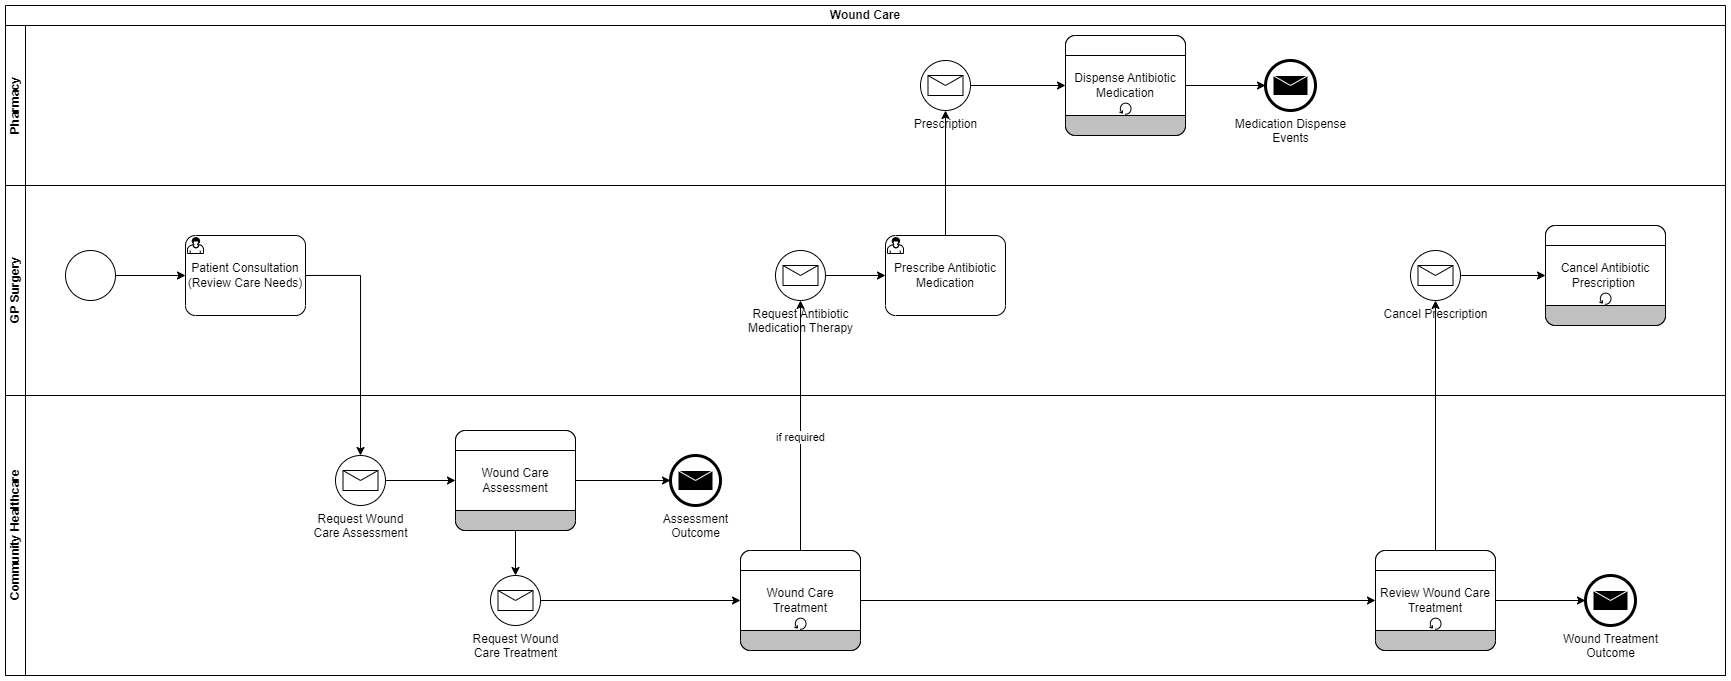 Wound Care
Pharmacy
Prescription
Dispense Antibiotic
Medication
Medication Dispense
Events
GP Surgery
Patient Consultation
(Review Care Needs)
Request Antibiotic
Medication Therapy
Prescribe Antibiotic
Medication
Cancel Prescription
Cancel Antibiotic
Prescription
Community Healthcare
if required
Request Wound
Care Assessment
Wound Care
Assessment
Assessment
Outcome
Request Wound
Care Treatment
Wound Care
Treatment
Review Wound Care
Treatment
Wound Treatment
Outcome